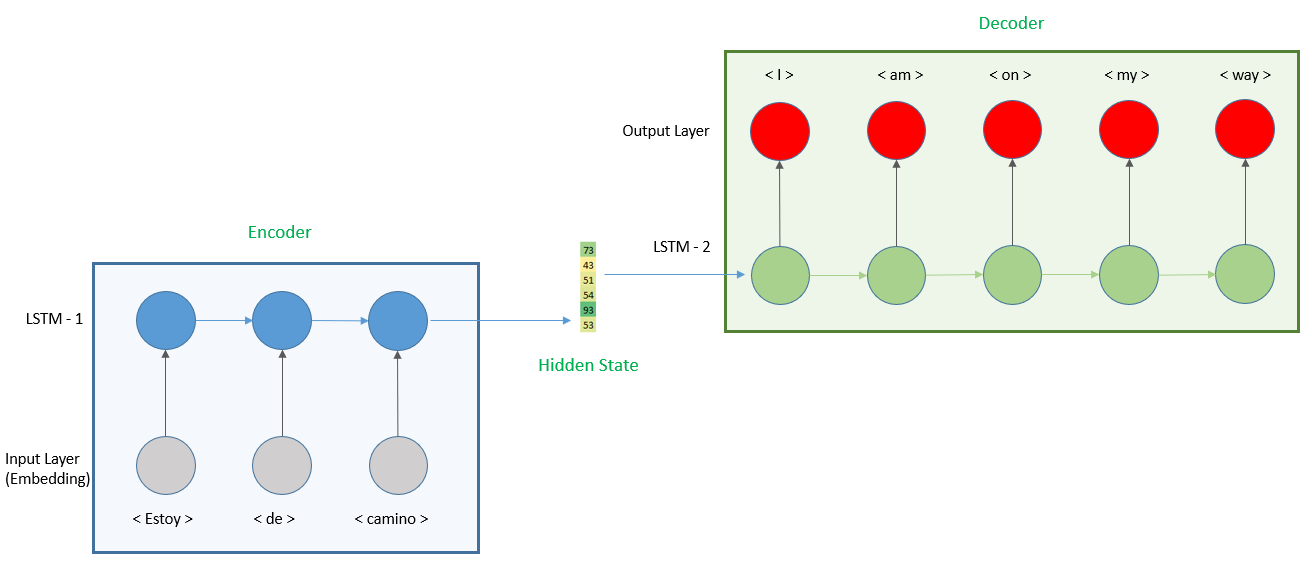 Decoder
< I >
< am >
< on >
< my >
< way >
Output Layer
Encoder
LSTM - 2
73
43
51
54
93
53
LSTM - 1
Hidden State
Input Layer
(Embedding)
< Estoy >
< de >
< camino >